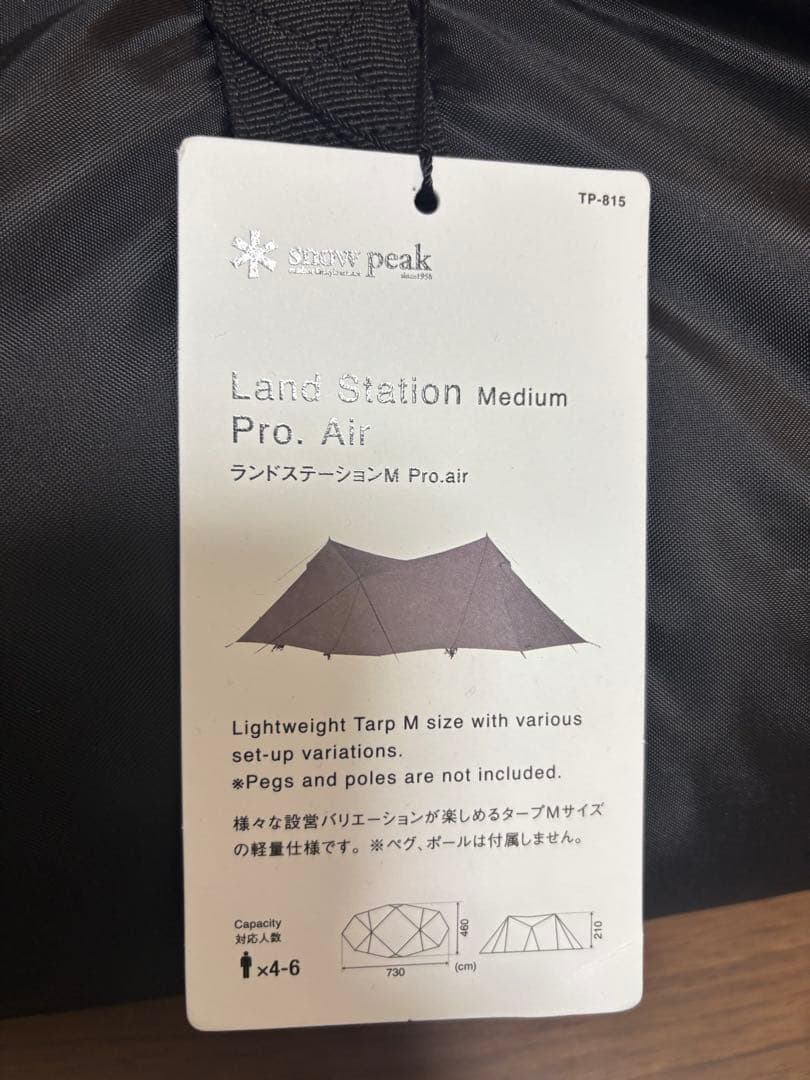 TP-815
snow peak
since1958
Land Station Medium
Pro. Air
ランドステーションM Pro.air
Lightweight Tarp M size with various
set-up variations.
※Pegs and poles are not included.
様々な設営バリエーションが楽しめるタープMサイズ
の軽量仕様です。※ペグ、ポールは付属しません。
Capacity
対応人数
×4-6
460
730
(cm)
210